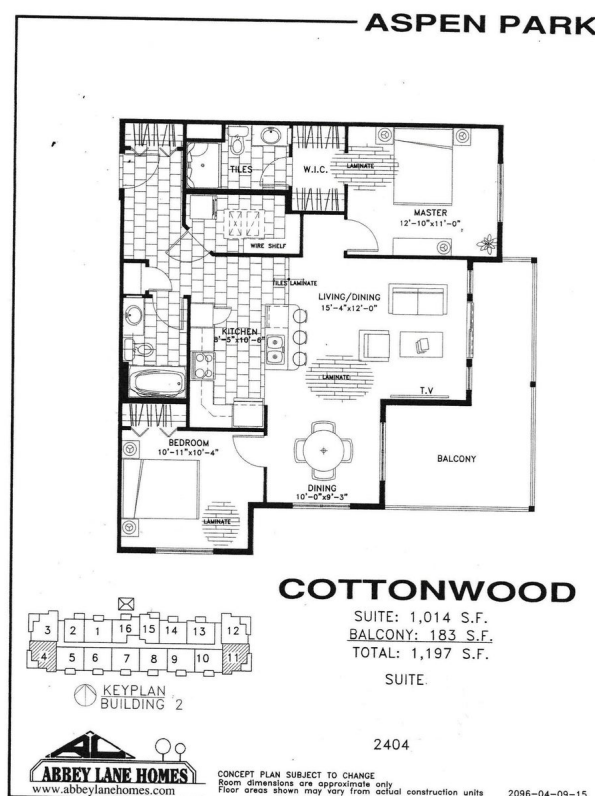 ASPEN PARK
TILES
W.I.C.
LAMINATE
MASTER
12'-10"x11'-0"
WIRE SHELF
TILES LAMINATE
LIVING/DINING
15'-4"x12'-0"
KITCHEN
8'-5"x10'-6"
LAMINATE
T.V
BEDROOM
10'-11"x10'-4"
BALCONY
DINING
10'-0"x9'-3"
LAMINATE
COTTONWOOD
SUITE: 1,014 S.F.
BALCONY: 183 S.F.
TOTAL: 1,197 S.F.
SUITE
3 2 1 16 15 14 13 12
4 5 6 7 8 9 10 11
KEYPLAN
BUILDING 2
2404
ABBEY LANE HOMES
www.abbeylanehomes.com
CONCEPT PLAN SUBJECT TO CHANGE
Room dimensions are approximate only
Floor areas shown may vary from actual construction units
2096-04-09-15